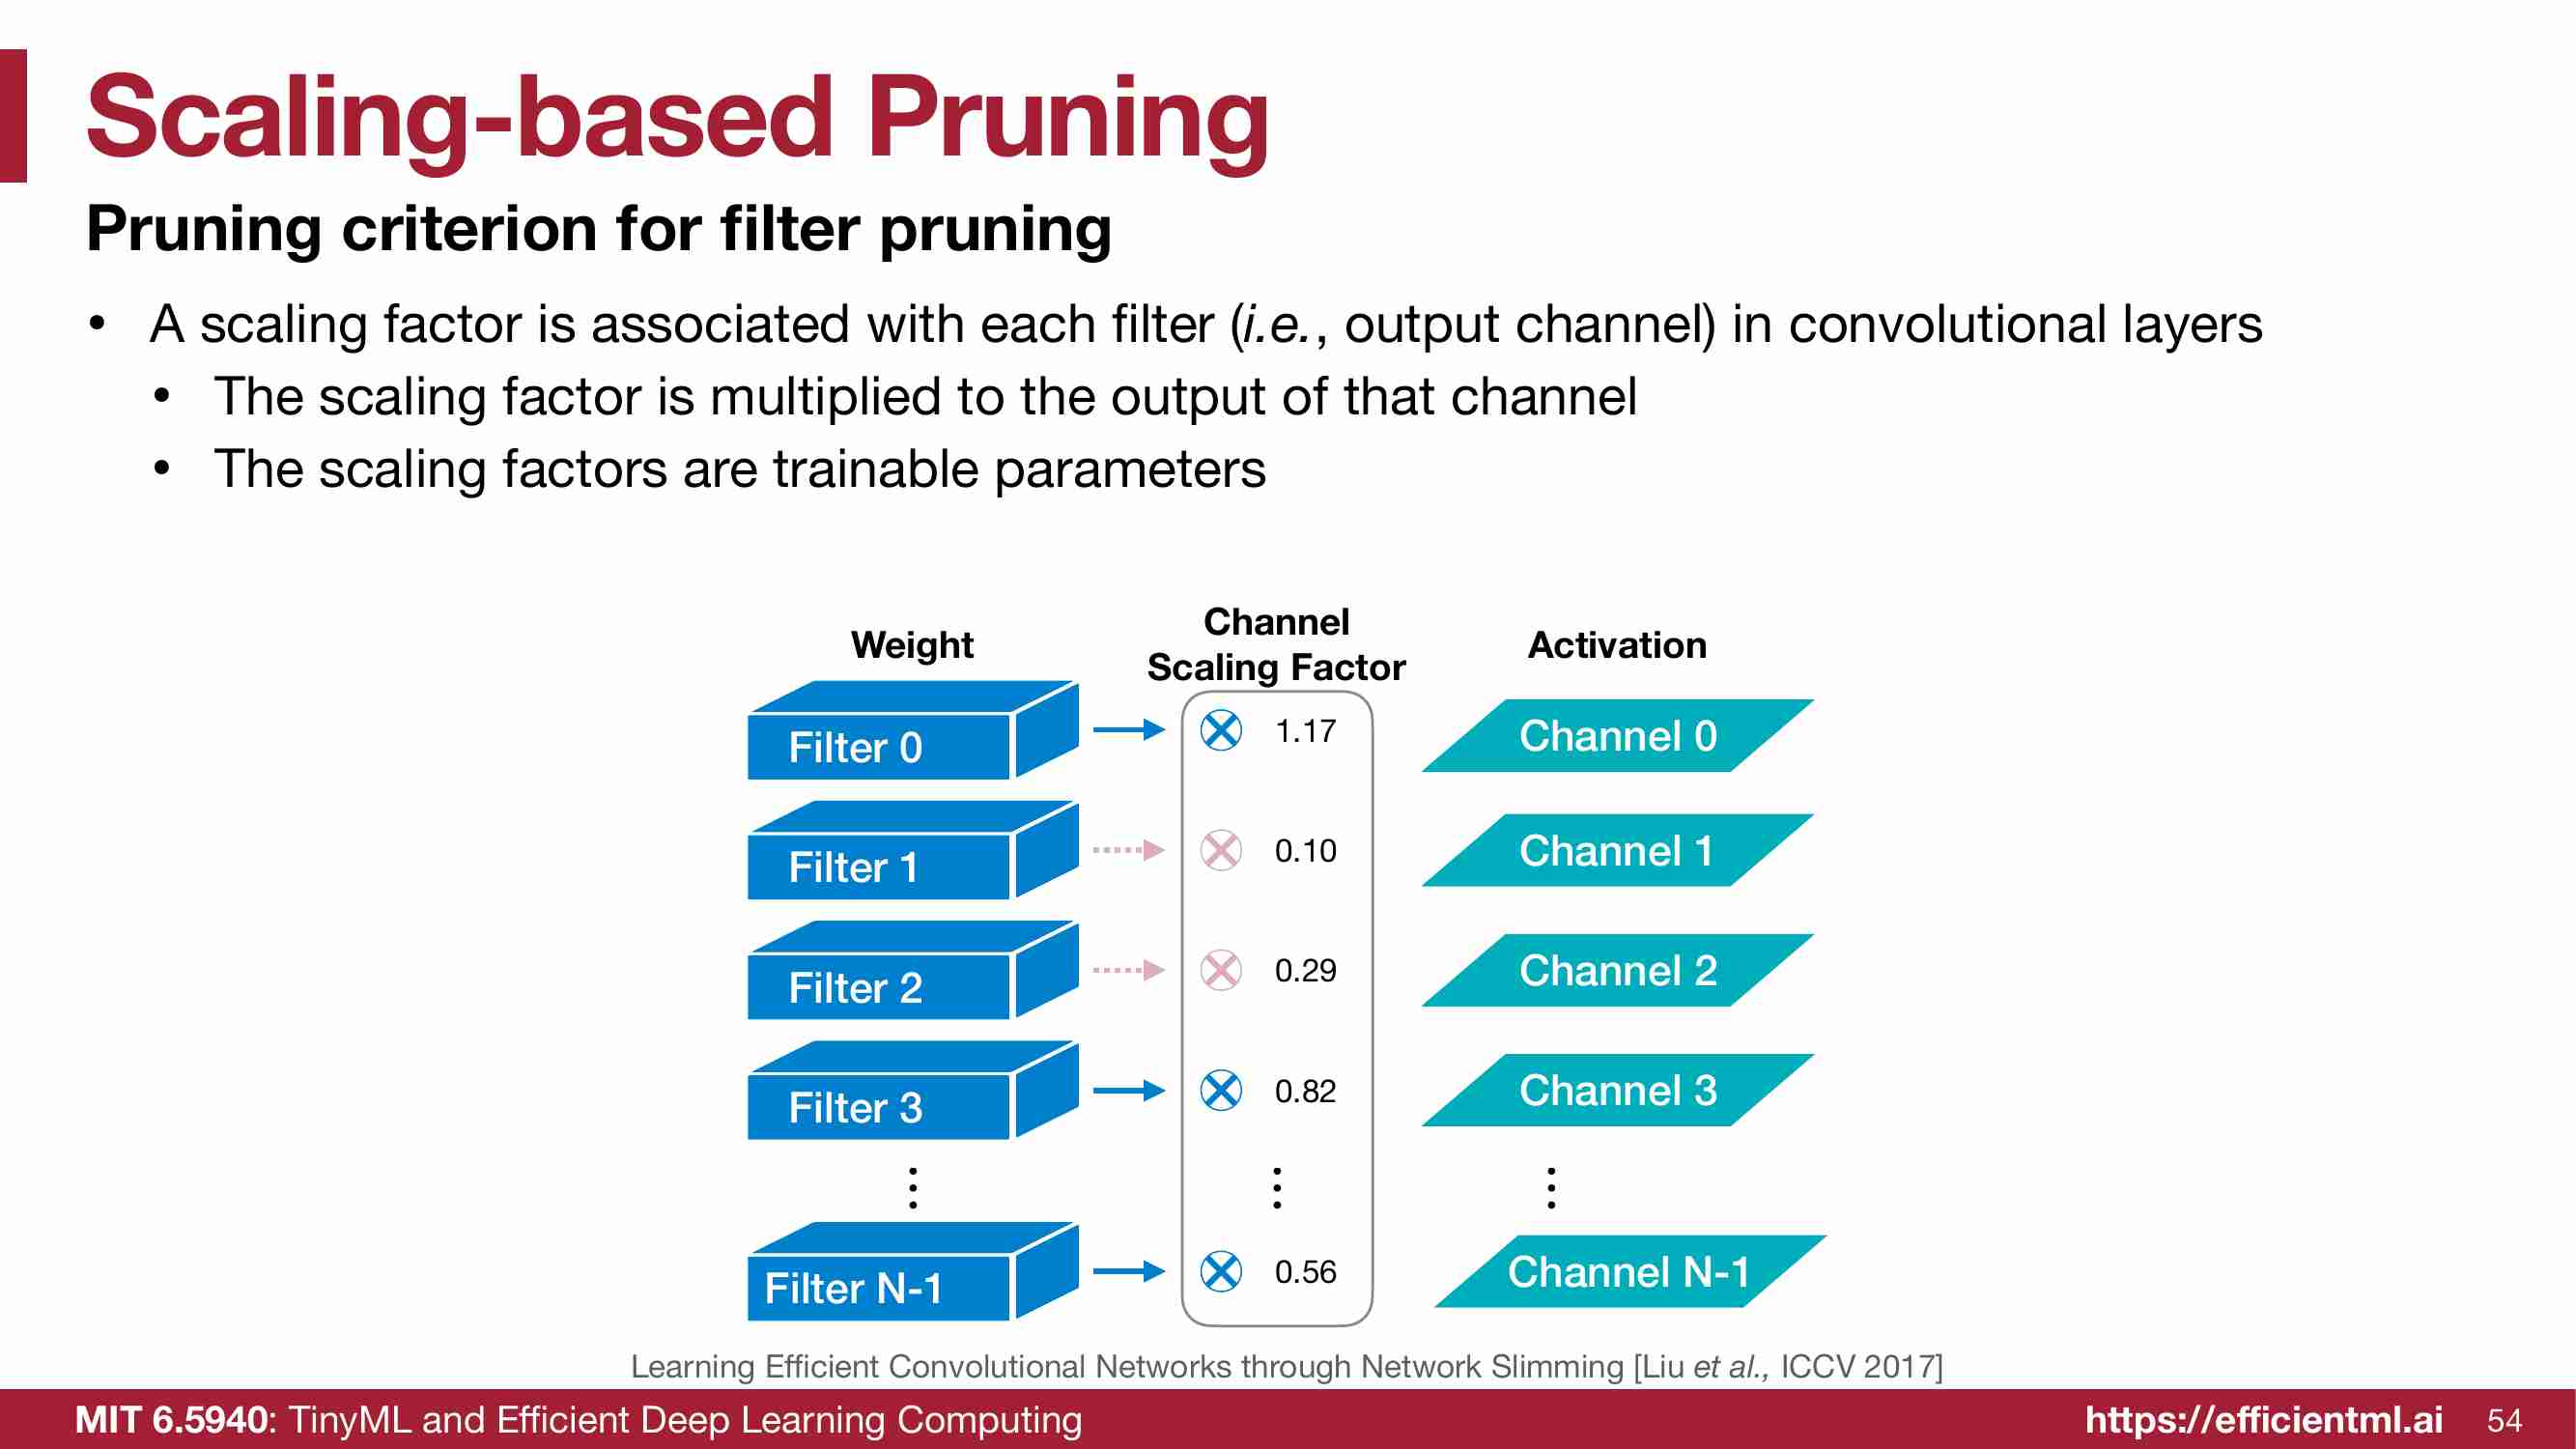 Scaling-based Pruning
Pruning criterion for filter pruning
• A scaling factor is associated with each filter (i.e., output channel) in convolutional layers
• The scaling factor is multiplied to the output of that channel
• The scaling factors are trainable parameters
Weight
Channel
Scaling Factor
Activation
Filter 0
1.17
Channel 0
Filter 1
0.10
Channel 1
Filter 2
0.29
Channel 2
Filter 3
0.82
Channel 3
Filter N-1
0.56
Channel N-1
Learning Efficient Convolutional Networks through Network Slimming [Liu et al., ICCV 2017]
MIT 6.5940: TinyML and Efficient Deep Learning Computing
https://efficientml.ai
54